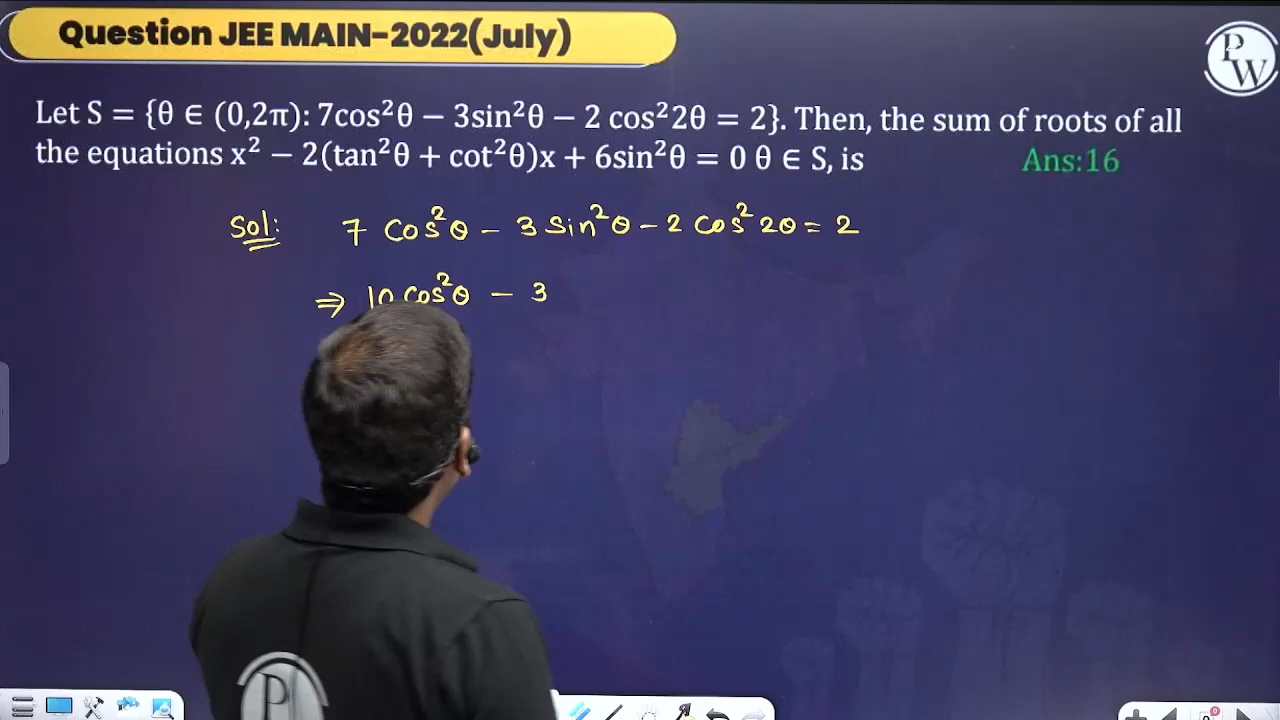 Question JEE MAIN-2022(July)
P
W
Let S = {θ ∈ (0,2π): 7cos²θ − 3sin²θ − 2 cos²2θ = 2}. Then, the sum of roots of all
the equations x² − 2(tan²θ + cot²θ)x + 6sin²θ = 0 θ ∈ S, is
Ans:16
Sol: 7 Cos²θ − 3 Sin²θ − 2 Cos² 2θ = 2
⇒ 10 Cos²θ − 3
P